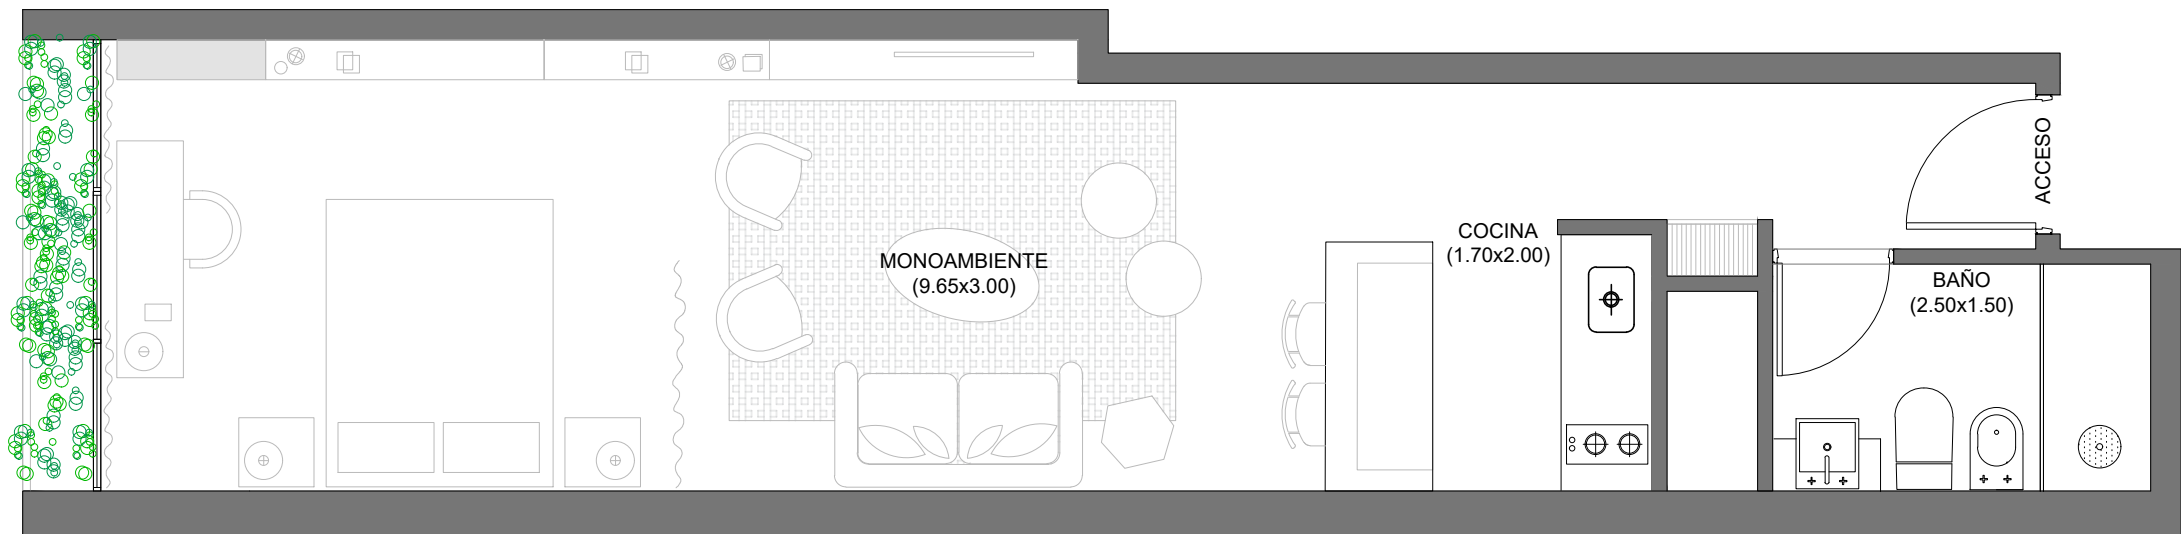 MONOAMBIENTE
(9.65x3.00)
COCINA
(1.70x2.00)
BAÑO
(2.50x1.50)
ACCESO